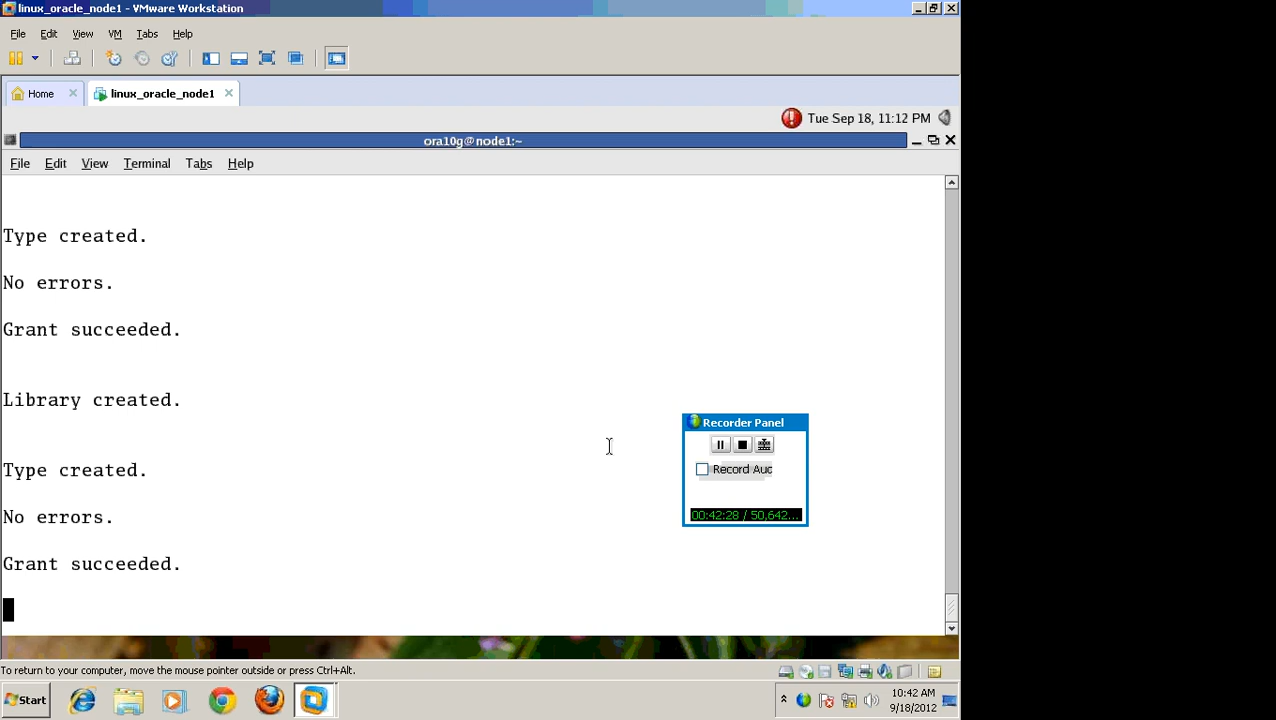 linux_oracle_node1 - VMware Workstation
File Edit View VM Tabs Help
Home
linux_oracle_node1
Tue Sep 18, 11:12 PM
ora10g@node1:~
File Edit View Terminal Tabs Help
Type created.
No errors.
Grant succeeded.
Library created.
Type created.
No errors.
Grant succeeded.
Recorder Panel
Record Auc
00:42:28 / 50,642...
To return to your computer, move the mouse pointer outside or press Ctrl+Alt.
Start
10:42 AM
9/18/2012